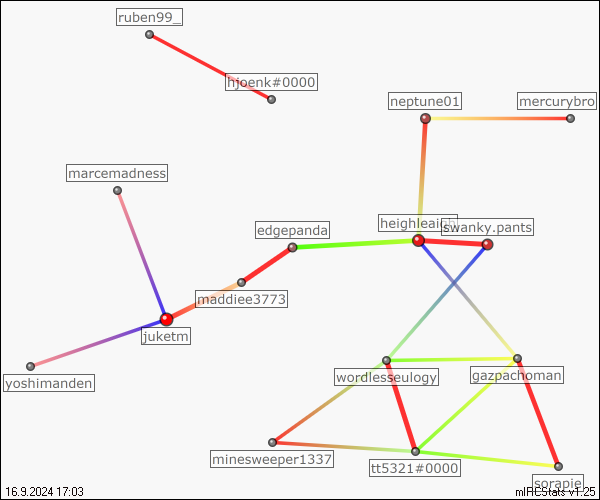 ruben99_
hjoenk#0000
neptune01
mercurybro
marcemadness
edgepanda
swanky.pants
maddiee3773
juketm
yoshimanden
wordlesseulogy
gazpachoman
minesweeper1337
tt5321#0000
sorapie
16.9.2024 17:03
mIRCStats v1.25